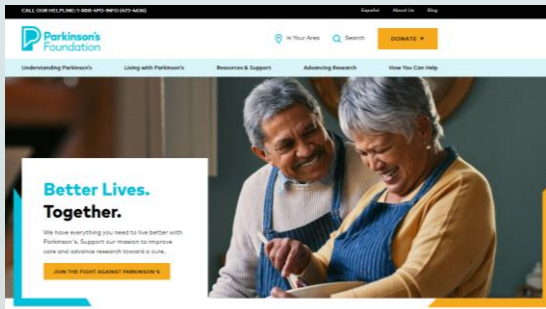 CALL OUR HELPLINE: 1-800-4PD-INFO (473-4636)
Español About Us Blog
Parkinson's
Foundation
In Your Area Search DONATE +
Understanding Parkinson's Living with Parkinson's Resources & Support Advancing Research How You Can Help
Better Lives.
Together.
We have everything you need to live better with
Parkinson's. Support our mission to improve
care and advance research toward a cure.
JOIN THE FIGHT AGAINST PARKINSON'S